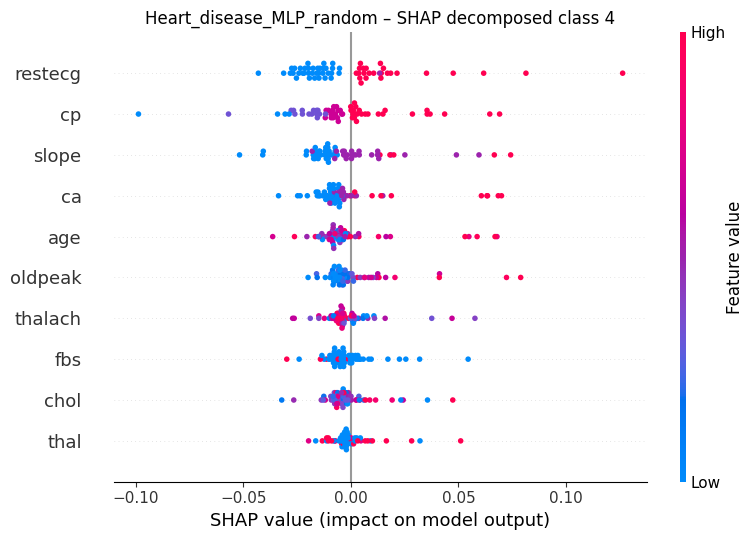 Heart_disease_MLP_random – SHAP decomposed class 4
High
restecg
cp
slope
ca
age
oldpeak
thalach
fbs
chol
thal
Feature value
Low
−0.10 −0.05 0.00 0.05 0.10
SHAP value (impact on model output)